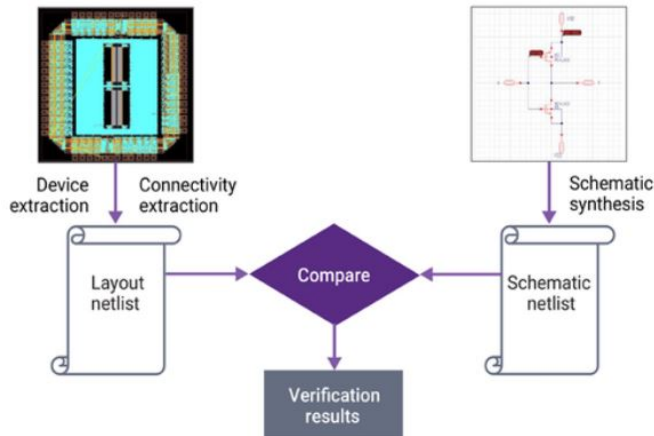 Device
extraction
Connectivity
extraction
Schematic
synthesis
Layout
netlist
Compare
Schematic
netlist
Verification
results